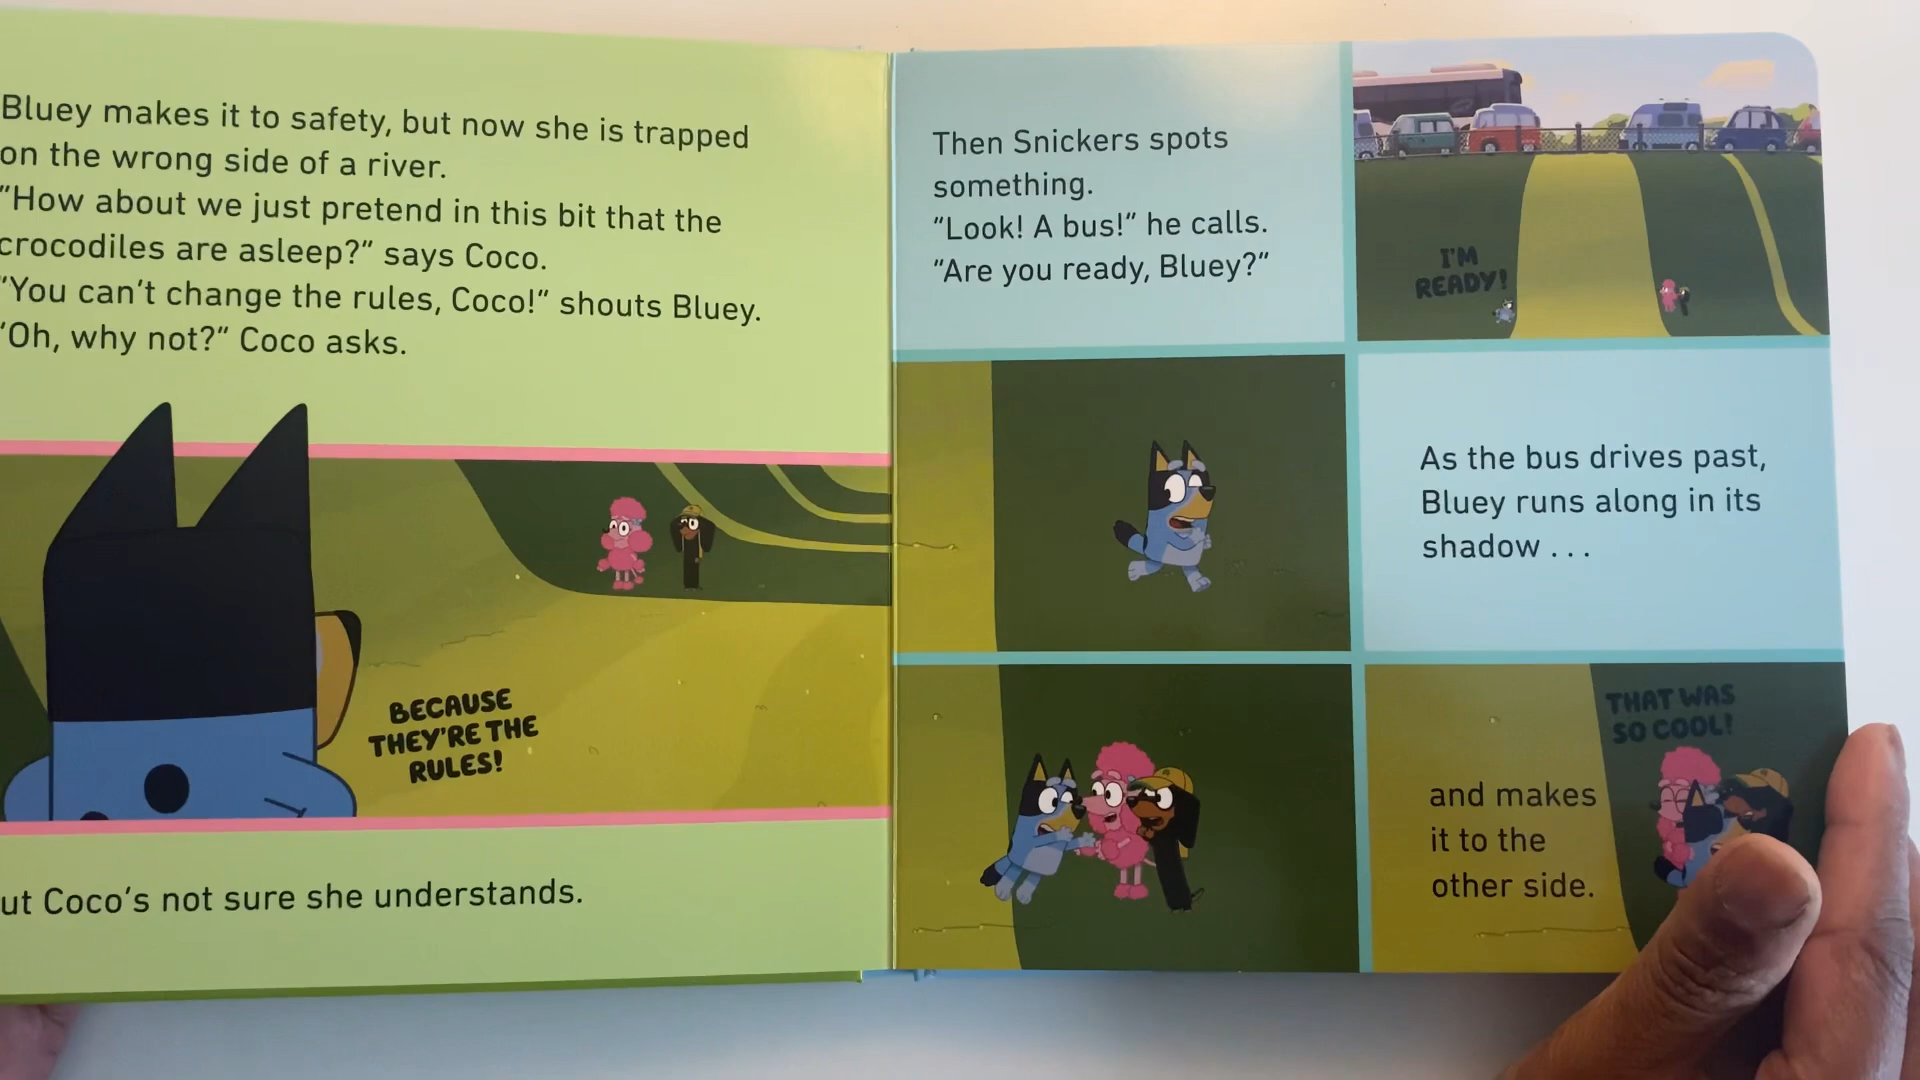 Bluey makes it to safety, but now she is trapped
on the wrong side of a river.
"How about we just pretend in this bit that the
crocodiles are asleep?" says Coco.
"You can't change the rules, Coco!" shouts Bluey.
"Oh, why not?" Coco asks.
BECAUSE
THEY'RE THE
RULES!
ut Coco's not sure she understands.
Then Snickers spots
something.
"Look! A bus!" he calls.
"Are you ready, Bluey?"
I'M
READY!
As the bus drives past,
Bluey runs along in its
shadow . . .
THAT WAS
SO COOL!
and makes
it to the
other side.